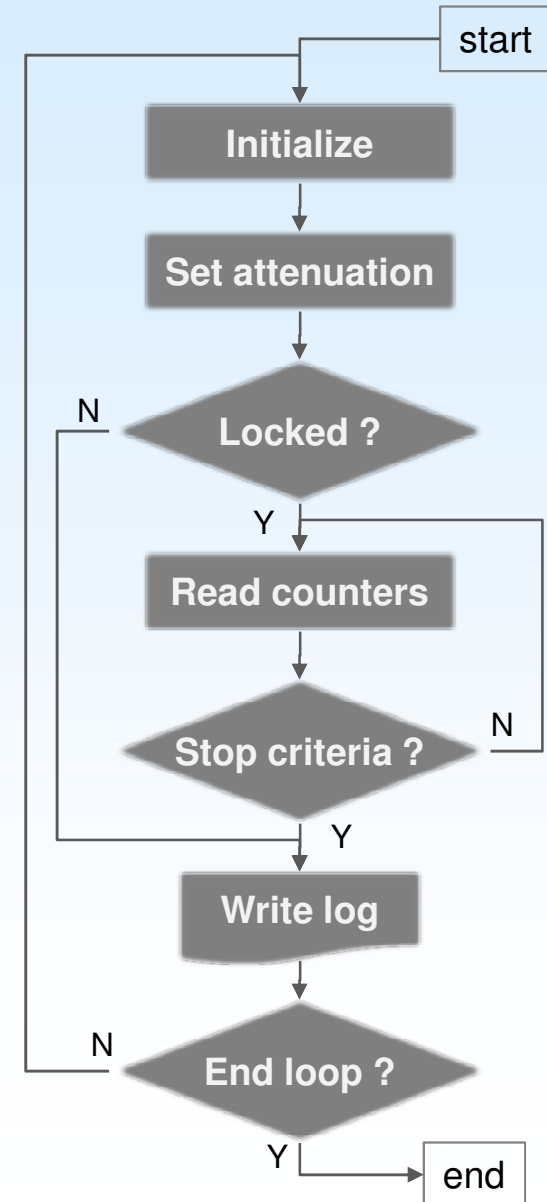 start
Initialize
Set attenuation
Locked ?
N
Y
Read counters
Stop criteria ?
N
Y
Write log
End loop ?
N
Y
end